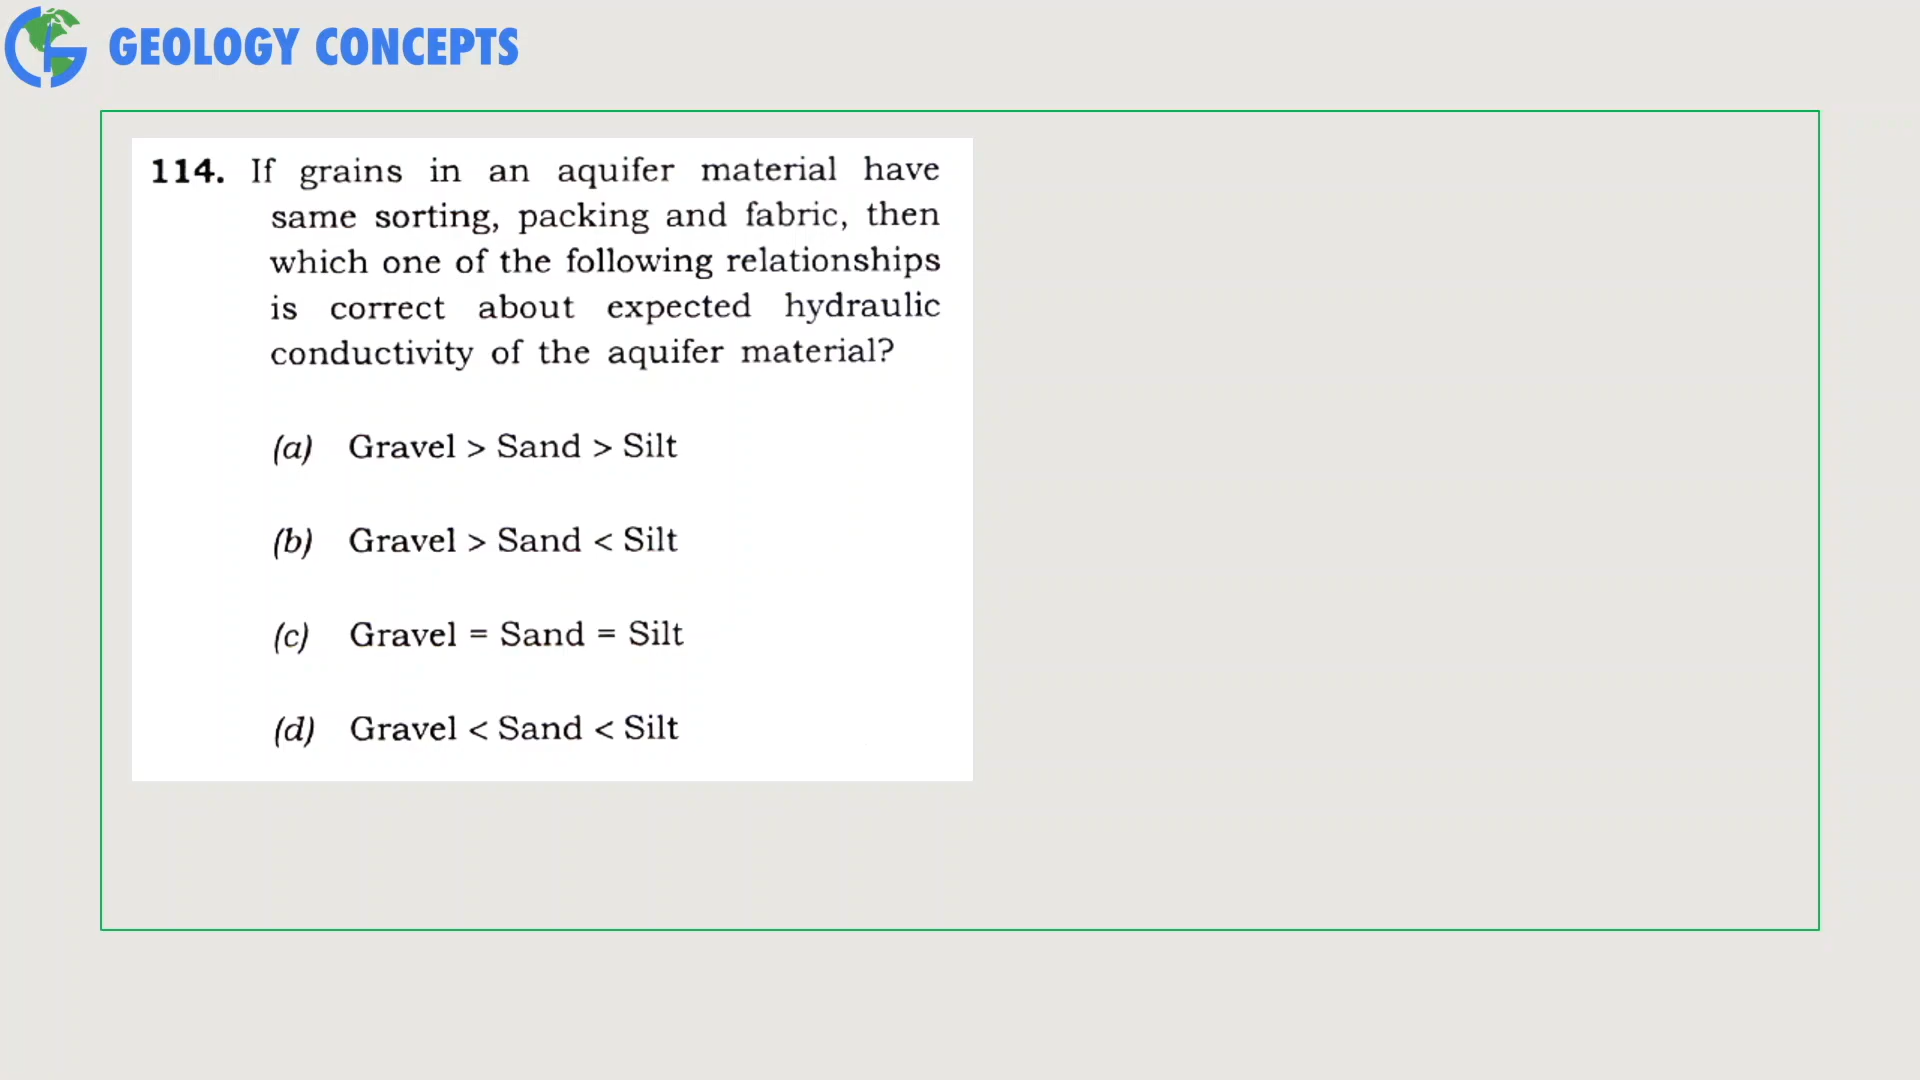 GEOLOGY CONCEPTS
114. If grains in an aquifer material have
same sorting, packing and fabric, then
which one of the following relationships
is correct about expected hydraulic
conductivity of the aquifer material?
(a) Gravel > Sand > Silt
(b) Gravel > Sand < Silt
(c) Gravel = Sand = Silt
(d) Gravel < Sand < Silt